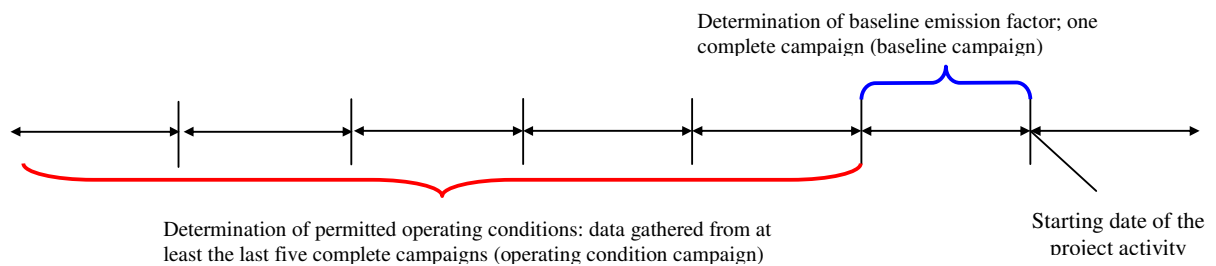 Determination of baseline emission factor; one
complete campaign (baseline campaign)
Determination of permitted operating conditions: data gathered from at
least the last five complete campaigns (operating condition campaign)
Starting date of the
project activity